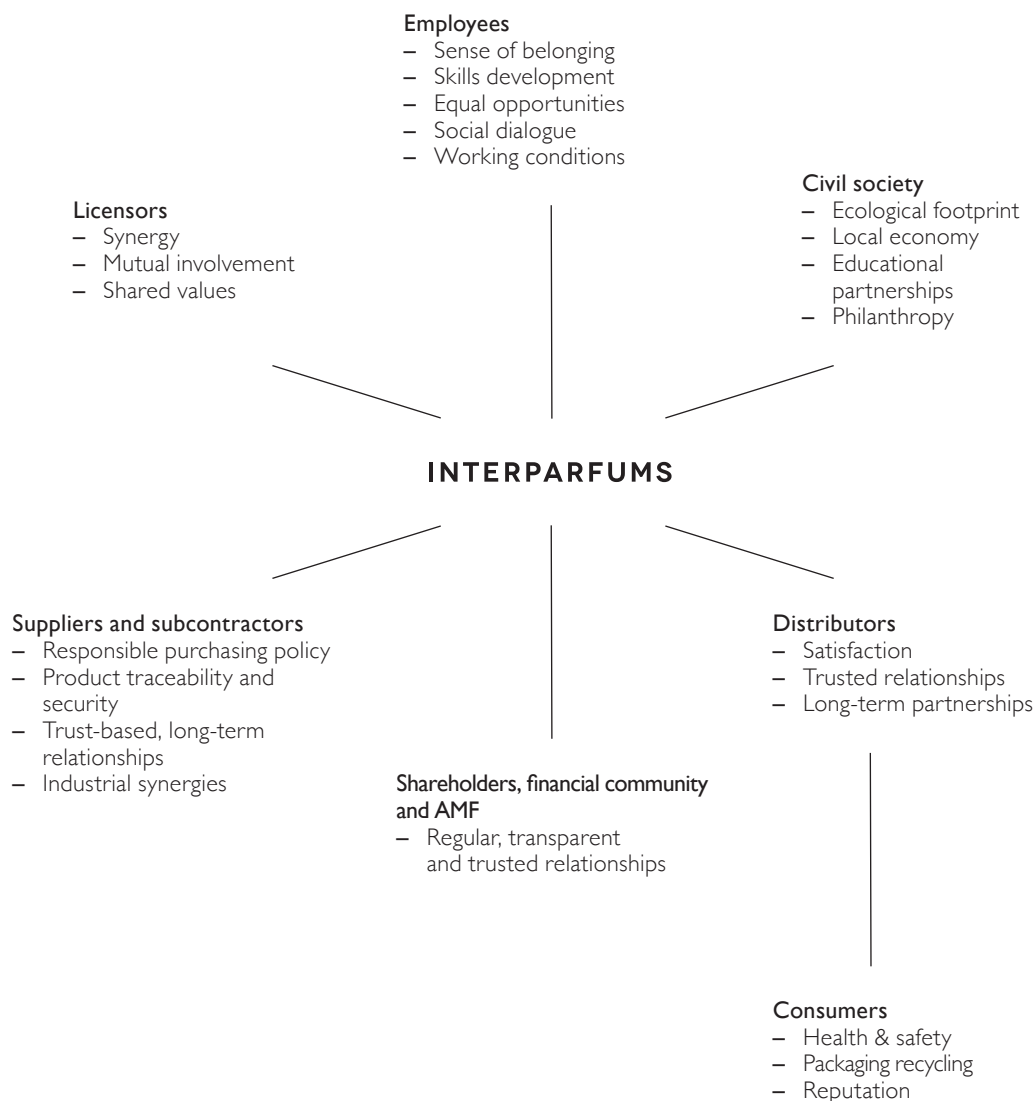 Employees
– Sense of belonging
– Skills development
– Equal opportunities
– Social dialogue
– Working conditions
Licensors
– Synergy
– Mutual involvement
– Shared values
Civil society
– Ecological footprint
– Local economy
– Educational
partnerships
– Philanthropy
INTERPARFUMS
Suppliers and subcontractors
– Responsible purchasing policy
– Product traceability and
security
– Trust-based, long-term
relationships
– Industrial synergies
Shareholders, financial community
and AMF
– Regular, transparent
and trusted relationships
Distributors
– Satisfaction
– Trusted relationships
– Long-term partnerships
Consumers
– Health & safety
– Packaging recycling
– Reputation